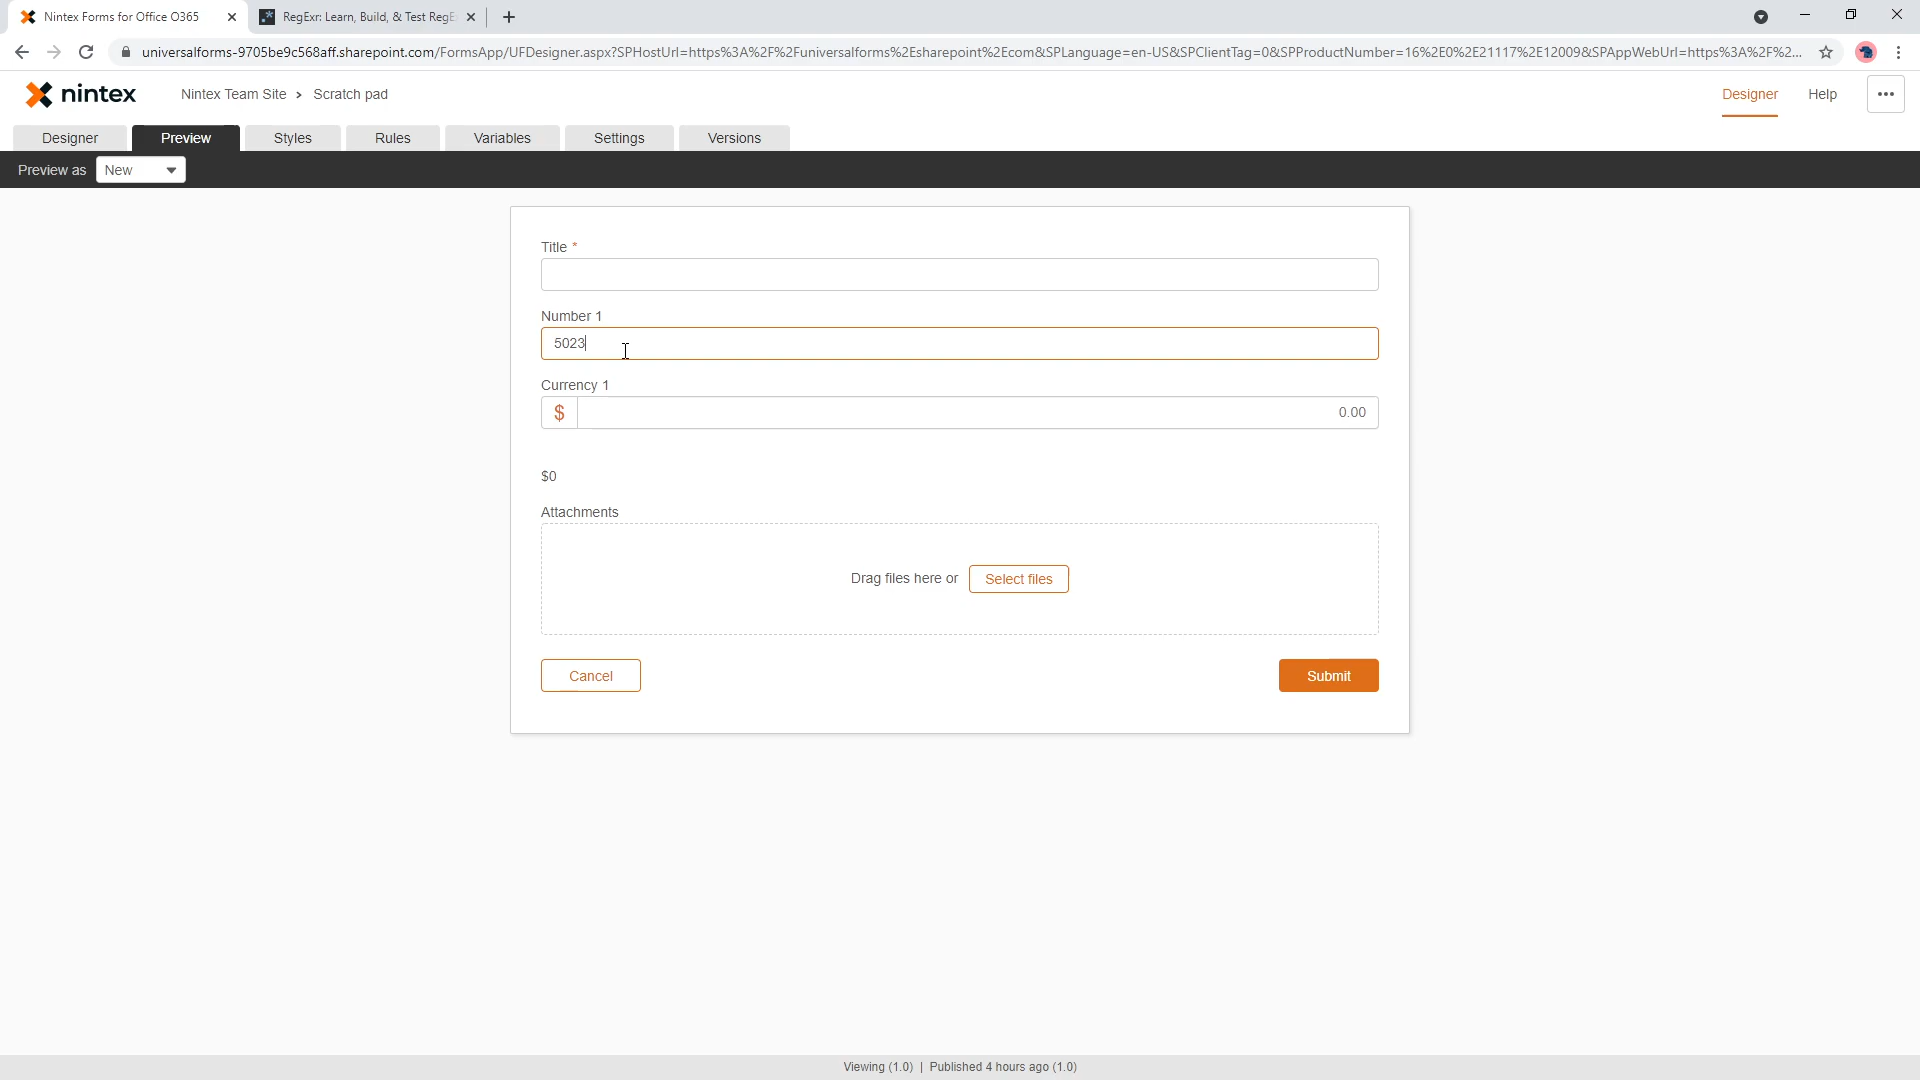 Nintex Forms for Office O365
RegExr: Learn, Build, & Test RegE
universalforms-9705be9c568aff.sharepoint.com/FormsApp/UFDesigner.aspx?SPHostUrl=https%3A%2F%2Funiversalforms%2Esharepoint%2Ecom&SPLanguage=en-US&SPClientTag=0&SPProductNumber=16%2E0%2E21117%2E12009&SPAppWebUrl=https%3A%2F%2...
nintex
Nintex Team Site > Scratch pad
Designer
Help
Designer
Preview
Styles
Rules
Variables
Settings
Versions
Preview as New
Title *
Number 1
5023
Currency 1
$ 0.00
$0
Attachments
Drag files here or Select files
Cancel
Submit
Viewing (1.0) | Published 4 hours ago (1.0)